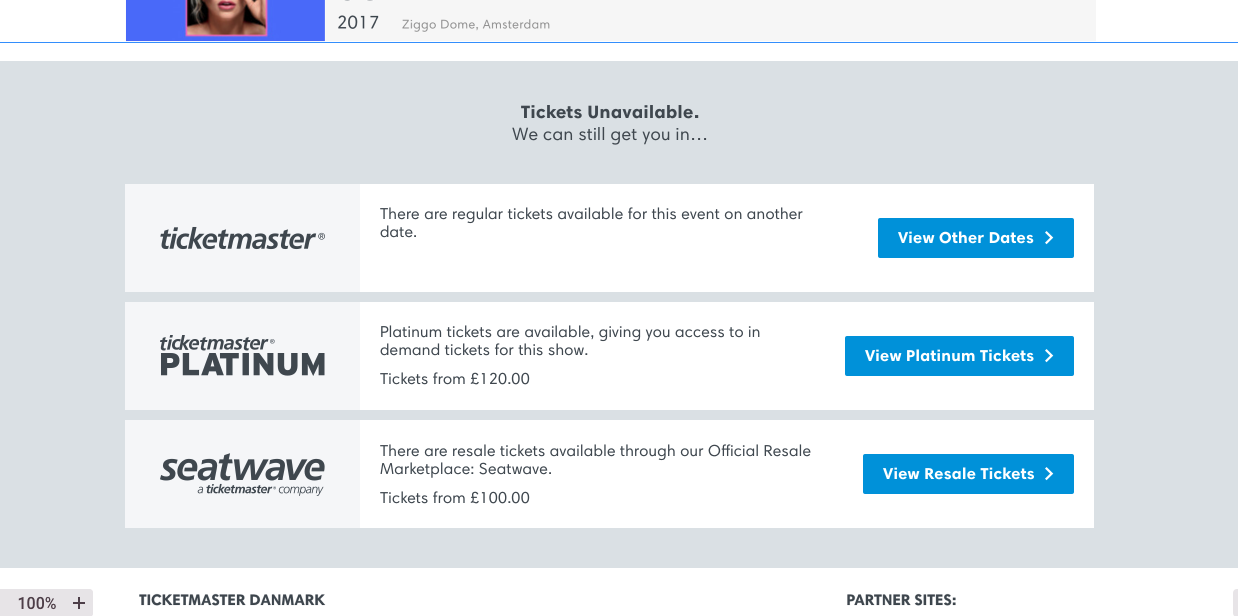 2017 Ziggo Dome, Amsterdam
Tickets Unavailable.
We can still get you in...
ticketmaster®
There are regular tickets available for this event on another
date.
View Other Dates
ticketmaster®
PLATINUM
Platinum tickets are available, giving you access to in
demand tickets for this show.
Tickets from £120.00
View Platinum Tickets
seatwave
a ticketmaster® company
There are resale tickets available through our Official Resale
Marketplace: Seatwave.
Tickets from £100.00
View Resale Tickets
100% +
TICKETMASTER DANMARK
PARTNER SITES: